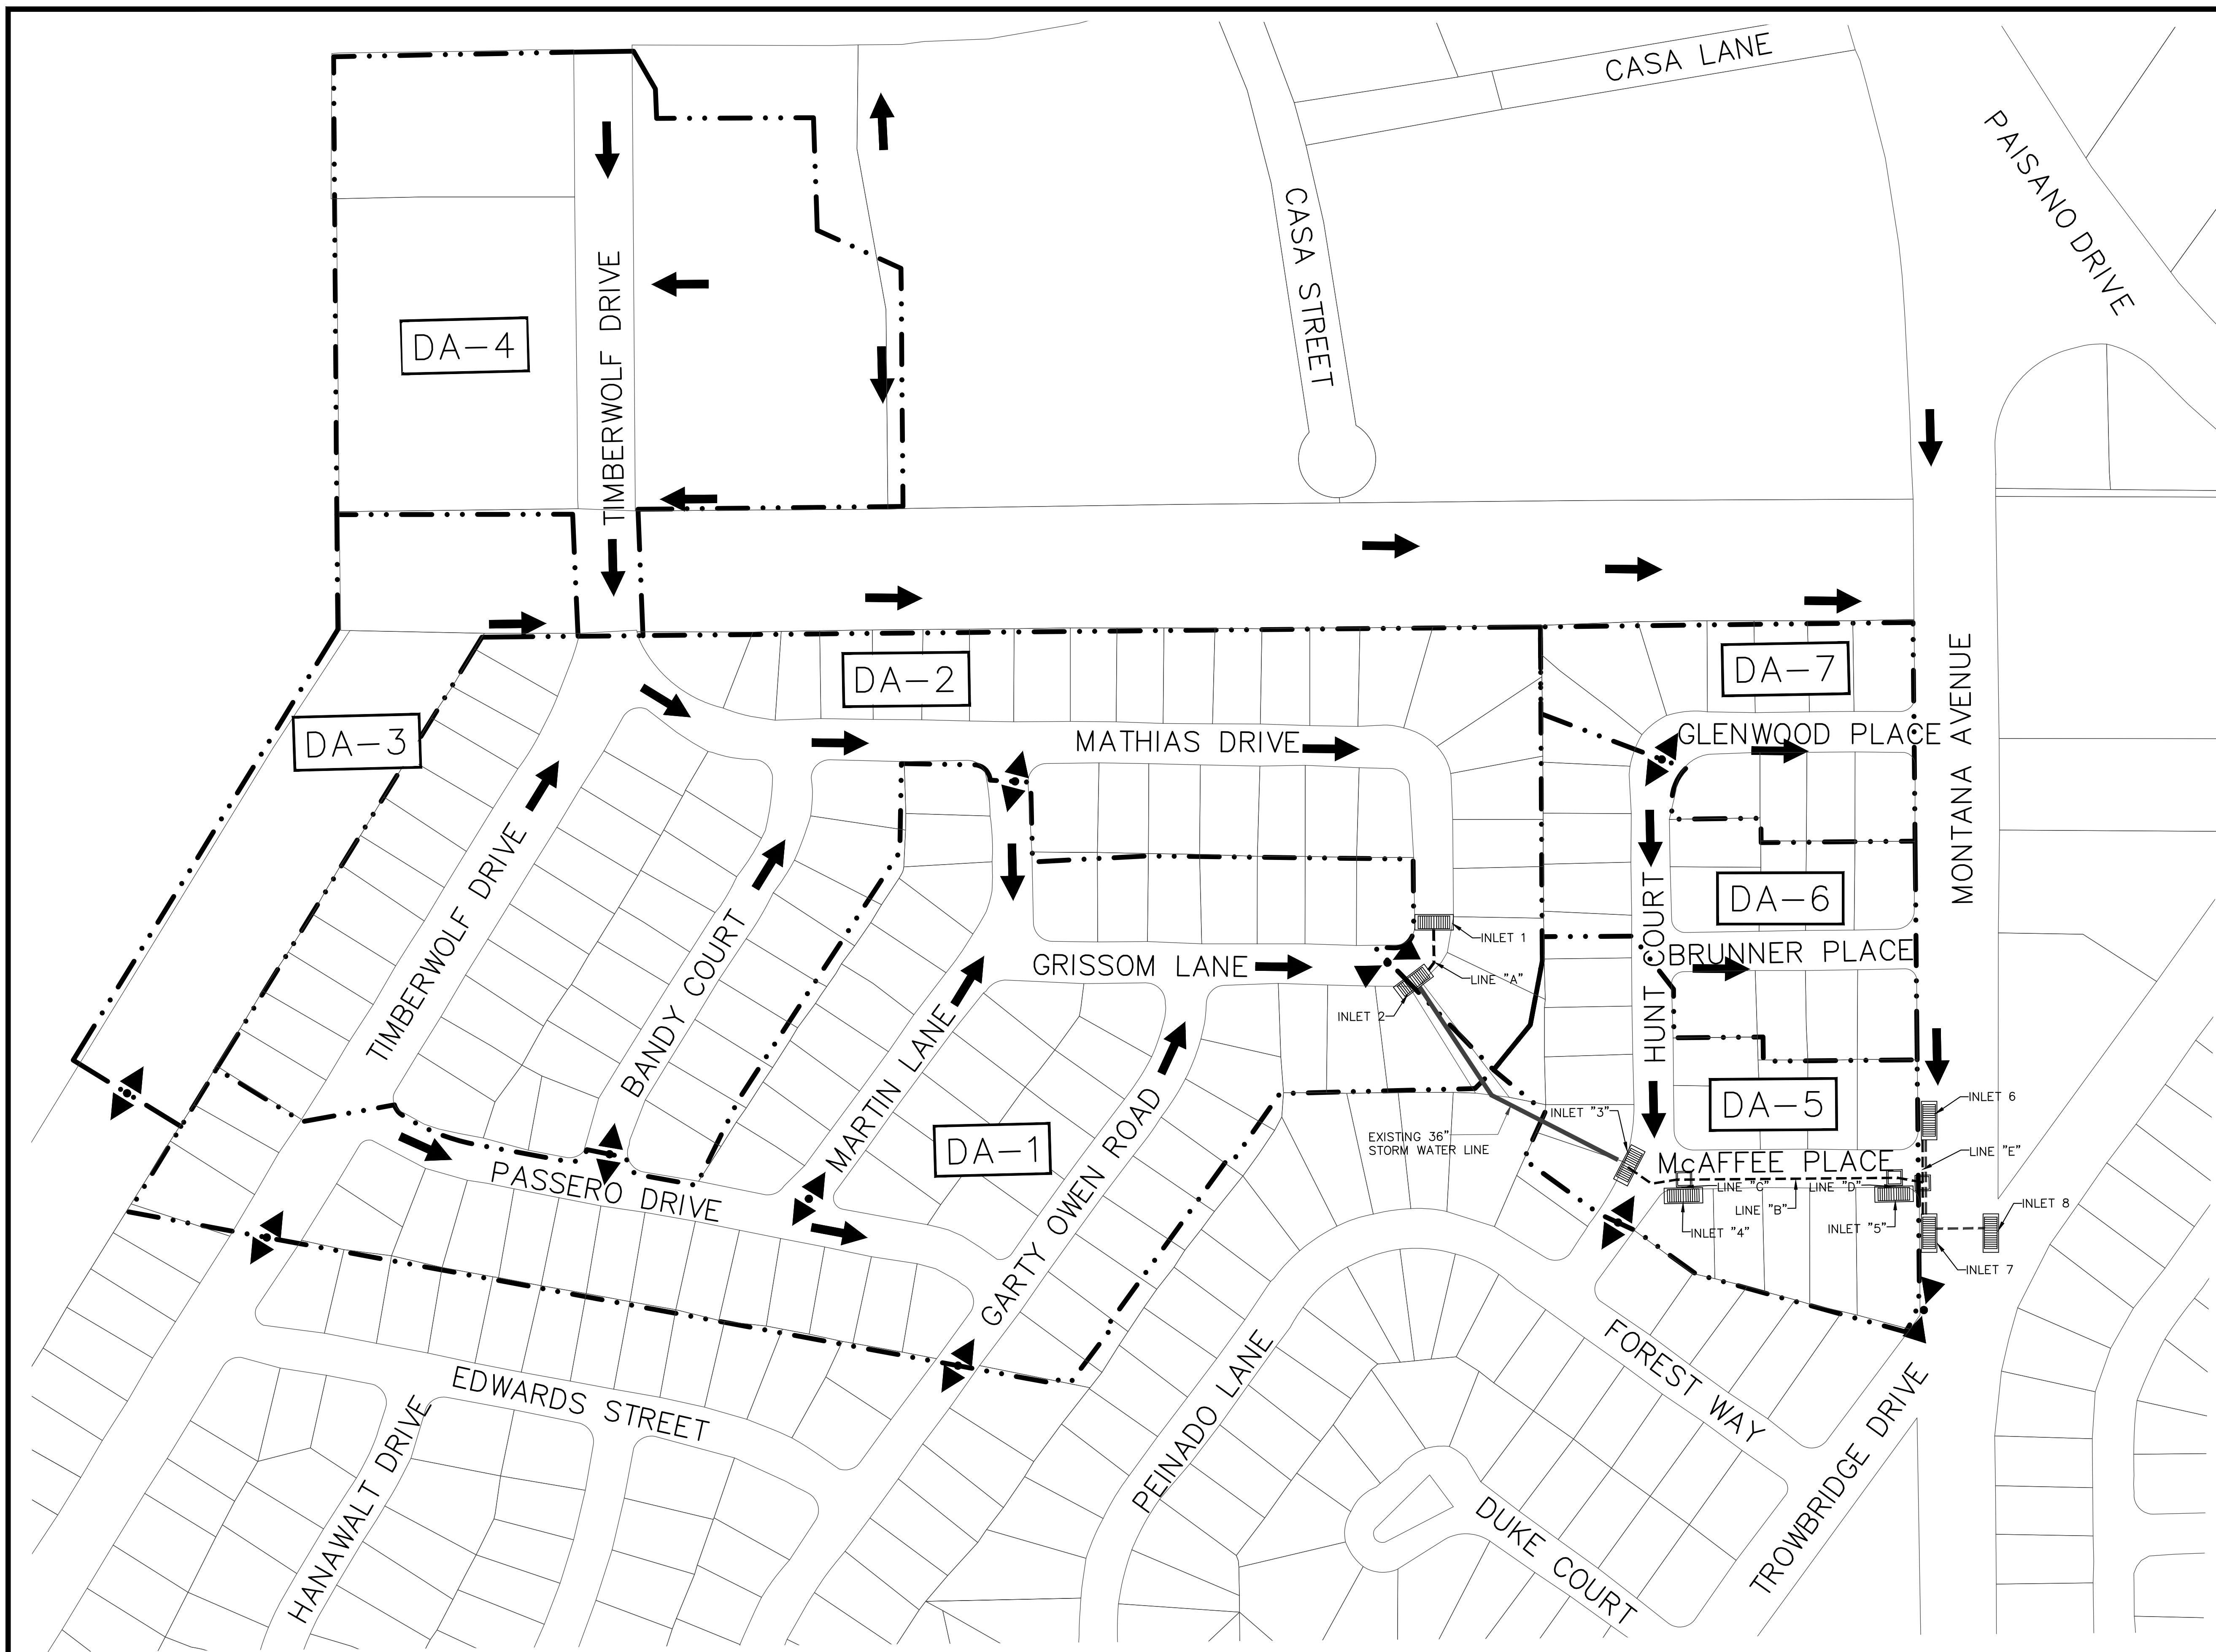 CASA LANE
PAISANO DRIVE
CASA STREET
TIMBERWOLF DRIVE
DA-4
MONTANA AVENUE
DA-2
DA-7
DA-3
MATHIAS DRIVE
GLENWOOD PLACE
TIMBERWOLF DRIVE
BANDY COURT
HUNT COURT
DA-6
INLET 1
BRUNNER PLACE
GRISSOM LANE
LINE "A"
INLET 2
MARTIN LANE
GARTY OWEN ROAD
DA-1
DA-5
INLET "3"
EXISTING 36"
STORM WATER LINE
INLET 6
LINE "E"
McAFFEE PLACE
PASSERO DRIVE
LINE "C"
LINE "D"
LINE "B"
INLET "4"
INLET "5"
INLET 8
INLET 7
EDWARDS STREET
HANAWALT DRIVE
PEINADO LANE
FOREST WAY
TROWBRIDGE DRIVE
DUKE COURT